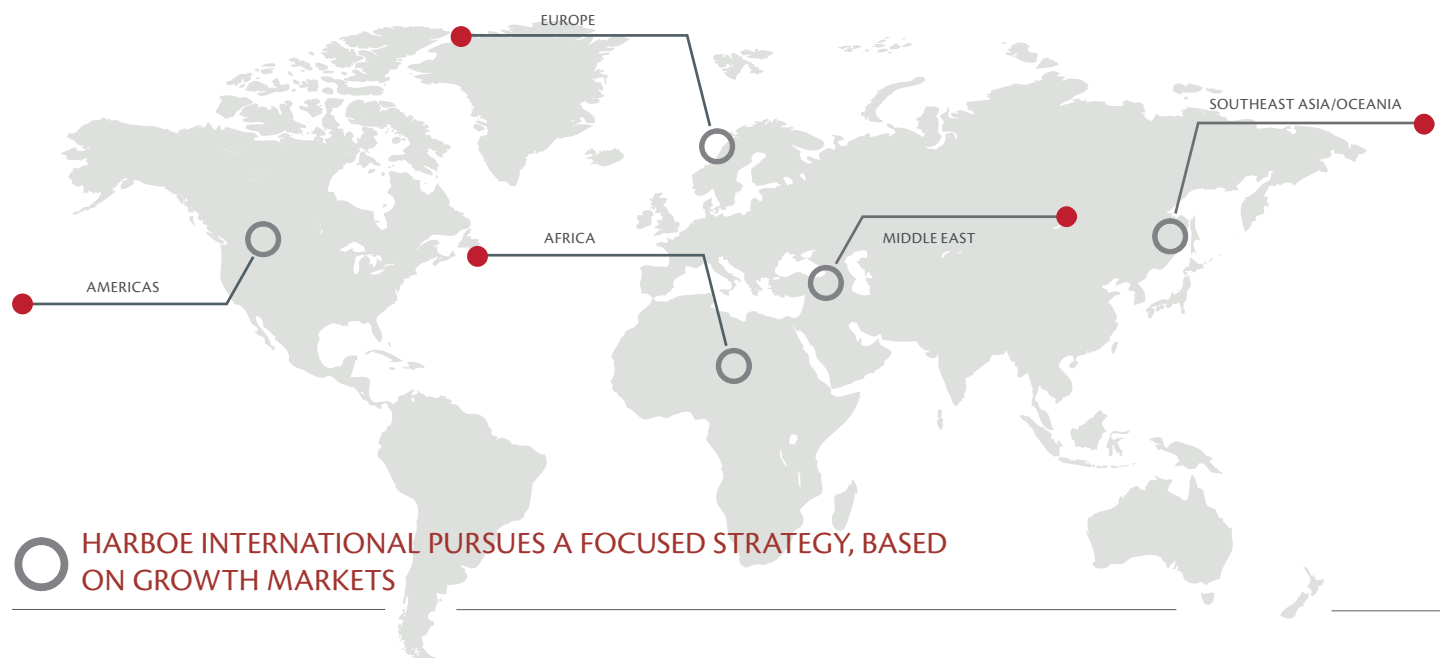 EUROPE
SOUTHEAST ASIA/OCEANIA
AFRICA
MIDDLE EAST
AMERICAS
HARBOE INTERNATIONAL PURSUES A FOCUSED STRATEGY, BASED
ON GROWTH MARKETS